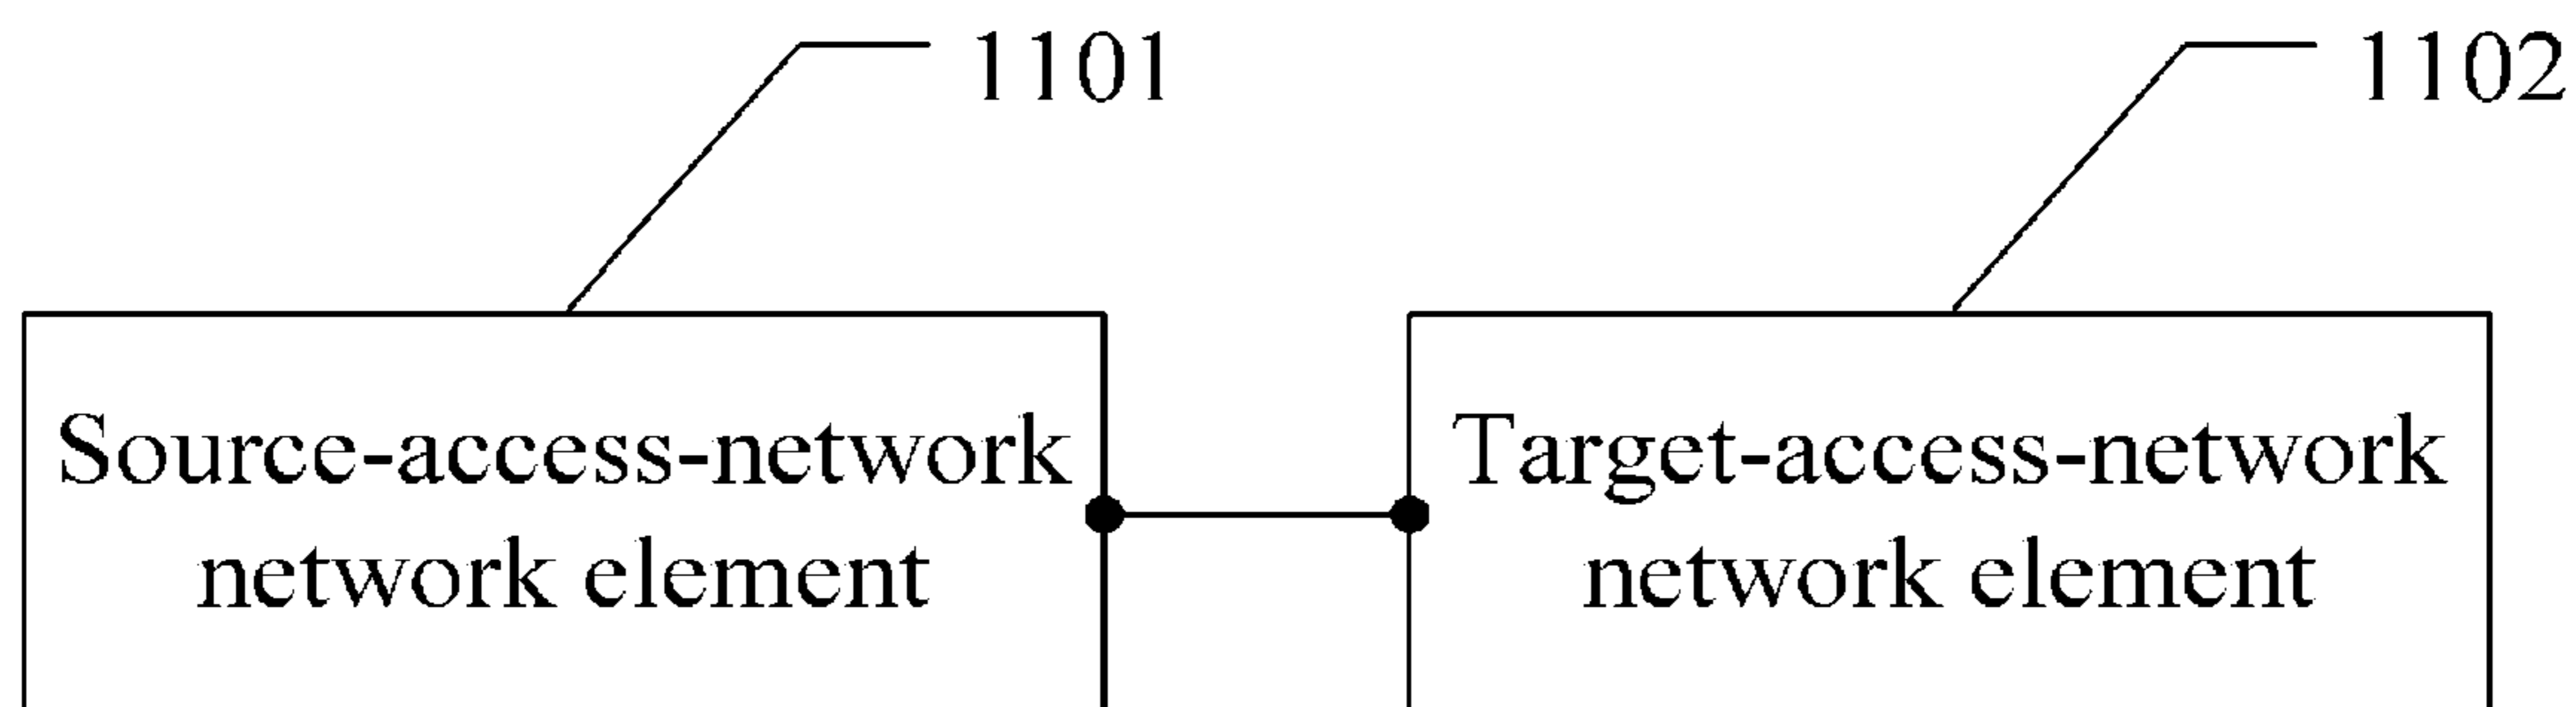 1101
1102
Source-access-network
network element
Target-access-network
network element